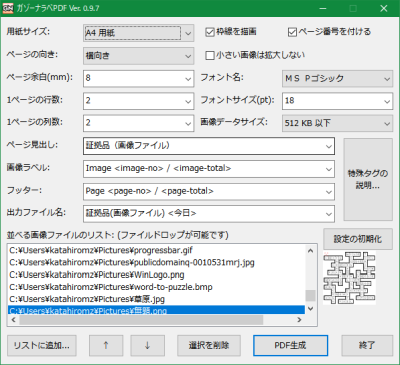 ガゾーナラベPDF Ver. 0.9.7
用紙サイズ: A4 用紙 枠線を描画 ページ番号を付ける
ページの向き: 横向き 小さい画像は拡大しない
ページ余白(mm): 8 フォント名: ＭＳ Ｐゴシック
1ページの行数: 2 フォントサイズ(pt): 18
1ページの列数: 2 画像データサイズ: 512 KB 以下
ページ見出し: 証拠品（画像ファイル）
画像ラベル: Image <image-no> / <image-total>
フッター: Page <page-no> / <page-total>
出力ファイル名: 証拠品(画像ファイル) <今日>
特殊タグの
説明...
並べる画像ファイルのリスト: (ファイルドロップが可能です) 設定の初期化
C:¥Users¥katahiromz¥Pictures¥progressbar.gif
C:¥Users¥katahiromz¥Pictures¥publicdomainq-0010531mrj.jpg
C:¥Users¥katahiromz¥Pictures¥WinLogo.png
C:¥Users¥katahiromz¥Pictures¥word-to-puzzle.bmp
C:¥Users¥katahiromz¥Pictures¥草原.jpg
C:¥Users¥katahiromz¥Pictures¥無題.png
リストに追加... ↑ ↓ 選択を削除 PDF生成 終了